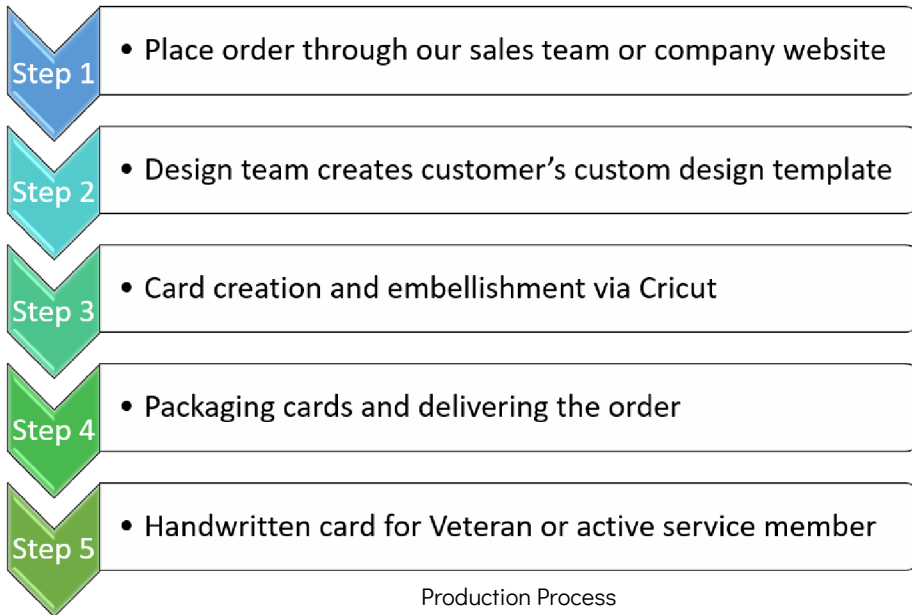 Step 1
• Place order through our sales team or company website
Step 2
• Design team creates customer’s custom design template
Step 3
• Card creation and embellishment via Cricut
Step 4
• Packaging cards and delivering the order
Step 5
• Handwritten card for Veteran or active service member
Production Process